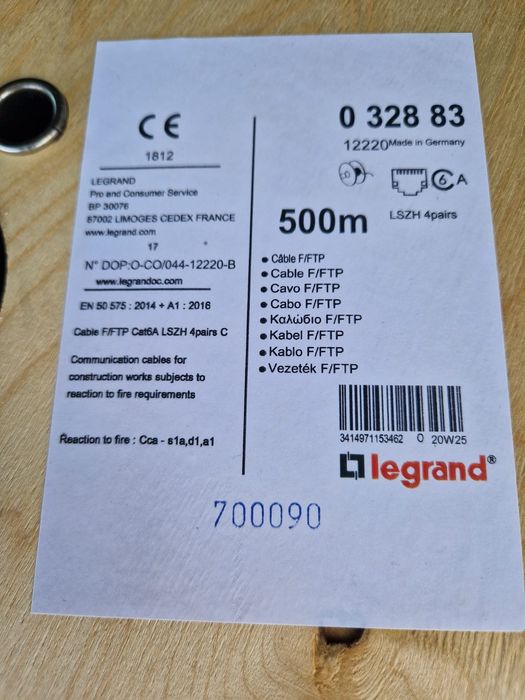 CE
1812
LEGRAND
Pro and Consumer Service
BP 30076
87002 LIMOGES CEDEX FRANCE
www.legrand.com
17
N° DOP:O-CO/044-12220-B
www.legrandoc.com
EN 50 575 : 2014 + A1 : 2016
Cable F/FTP Cat6A LSZH 4pairs C
Communication cables for
construction works subjects to
reaction to fire requirements
Reaction to fire : Cca - s1a,d1,a1
0 328 83
12220 Made in Germany
6 A
500m
LSZH 4pairs
• Câble F/FTP
• Cable F/FTP
• Cavo F/FTP
• Cabo F/FTP
• Καλώδιο F/FTP
• Kabel F/FTP
• Kablo F/FTP
• Vezeték F/FTP
3414971153462 0 20W25
legrand®
700090